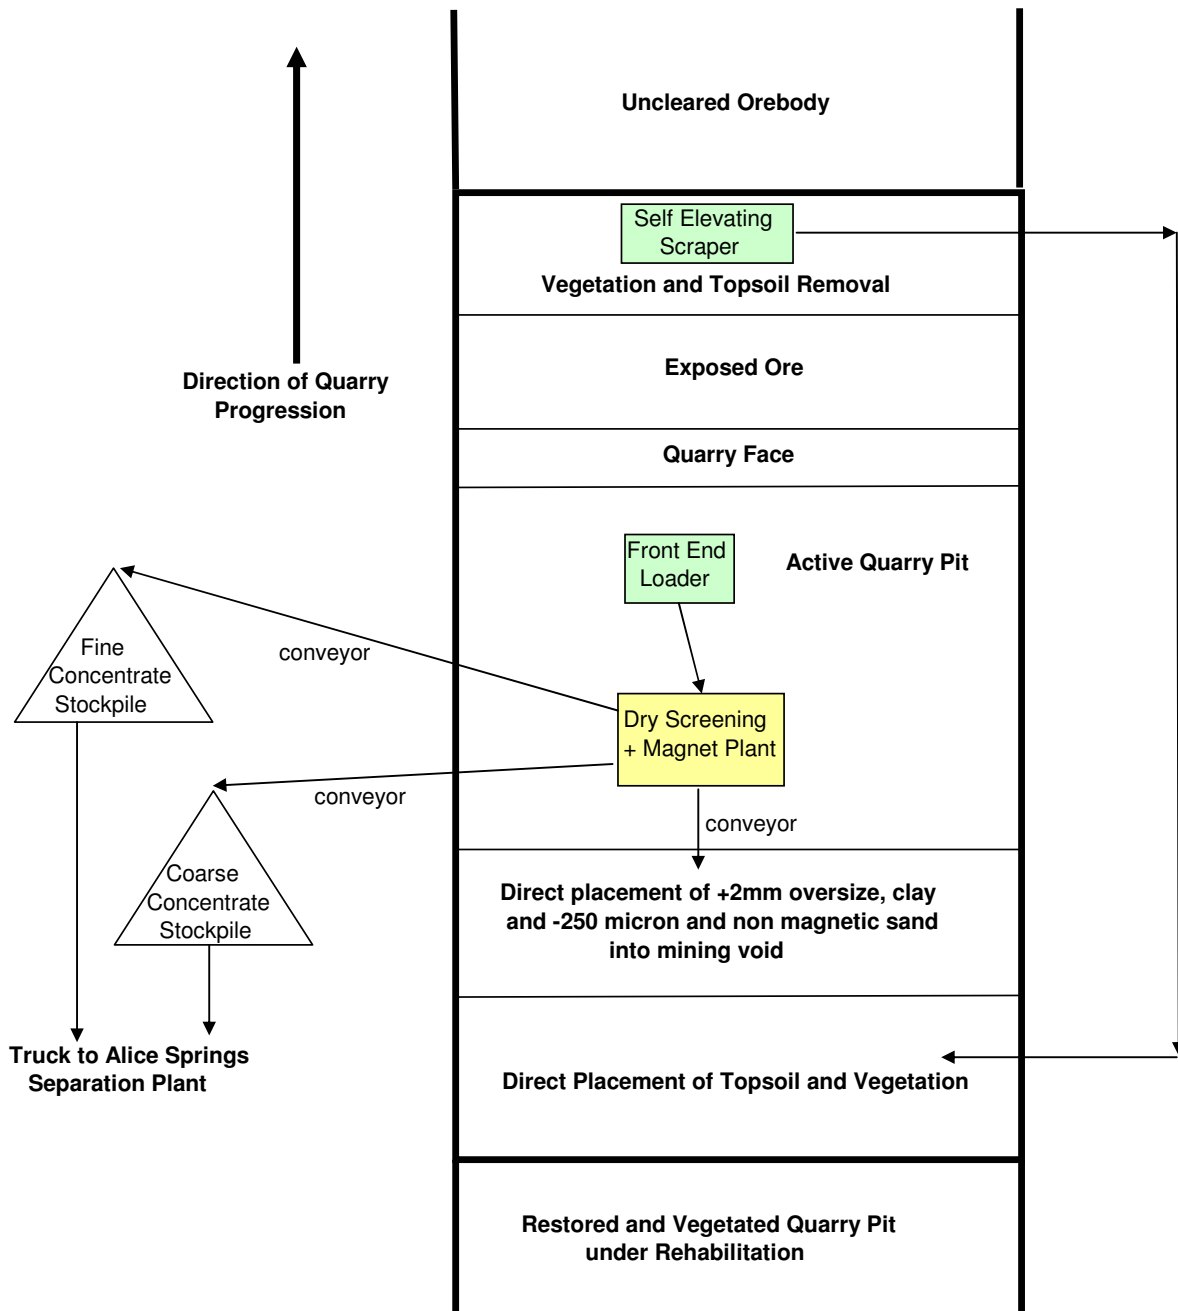 Uncleared Orebody
Self Elevating
Scraper
Vegetation and Topsoil Removal
Exposed Ore
Direction of Quarry
Progression
Quarry Face
Front End
Loader
Active Quarry Pit
Fine
Concentrate
Stockpile
conveyor
Dry Screening
+ Magnet Plant
conveyor
conveyor
Coarse
Concentrate
Stockpile
Direct placement of +2mm oversize, clay
and -250 micron and non magnetic sand
into mining void
Truck to Alice Springs
Separation Plant
Direct Placement of Topsoil and Vegetation
Restored and Vegetated Quarry Pit
under Rehabilitation